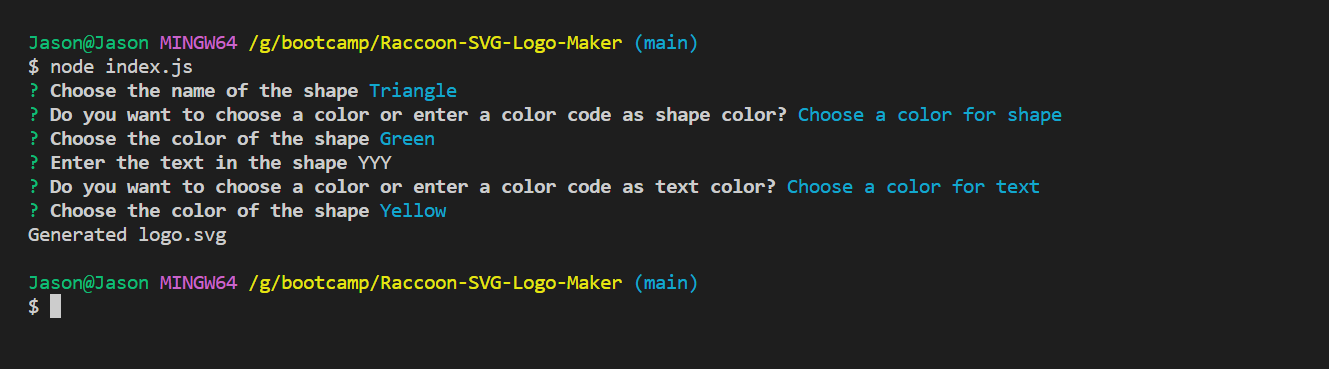 Jason@Jason MINGW64 /g/bootcamp/Raccoon-SVG-Logo-Maker (main)
$ node index.js
? Choose the name of the shape Triangle
? Do you want to choose a color or enter a color code as shape color? Choose a color for shape
? Choose the color of the shape Green
? Enter the text in the shape YYY
? Do you want to choose a color or enter a color code as text color? Choose a color for text
? Choose the color of the shape Yellow
Generated logo.svg
Jason@Jason MINGW64 /g/bootcamp/Raccoon-SVG-Logo-Maker (main)
$